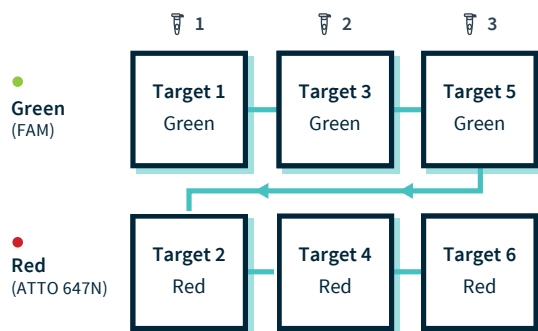 1
2
3
Green
(FAM)
Target 1
Green
Target 3
Green
Target 5
Green
Red
(ATTO 647N)
Target 2
Red
Target 4
Red
Target 6
Red